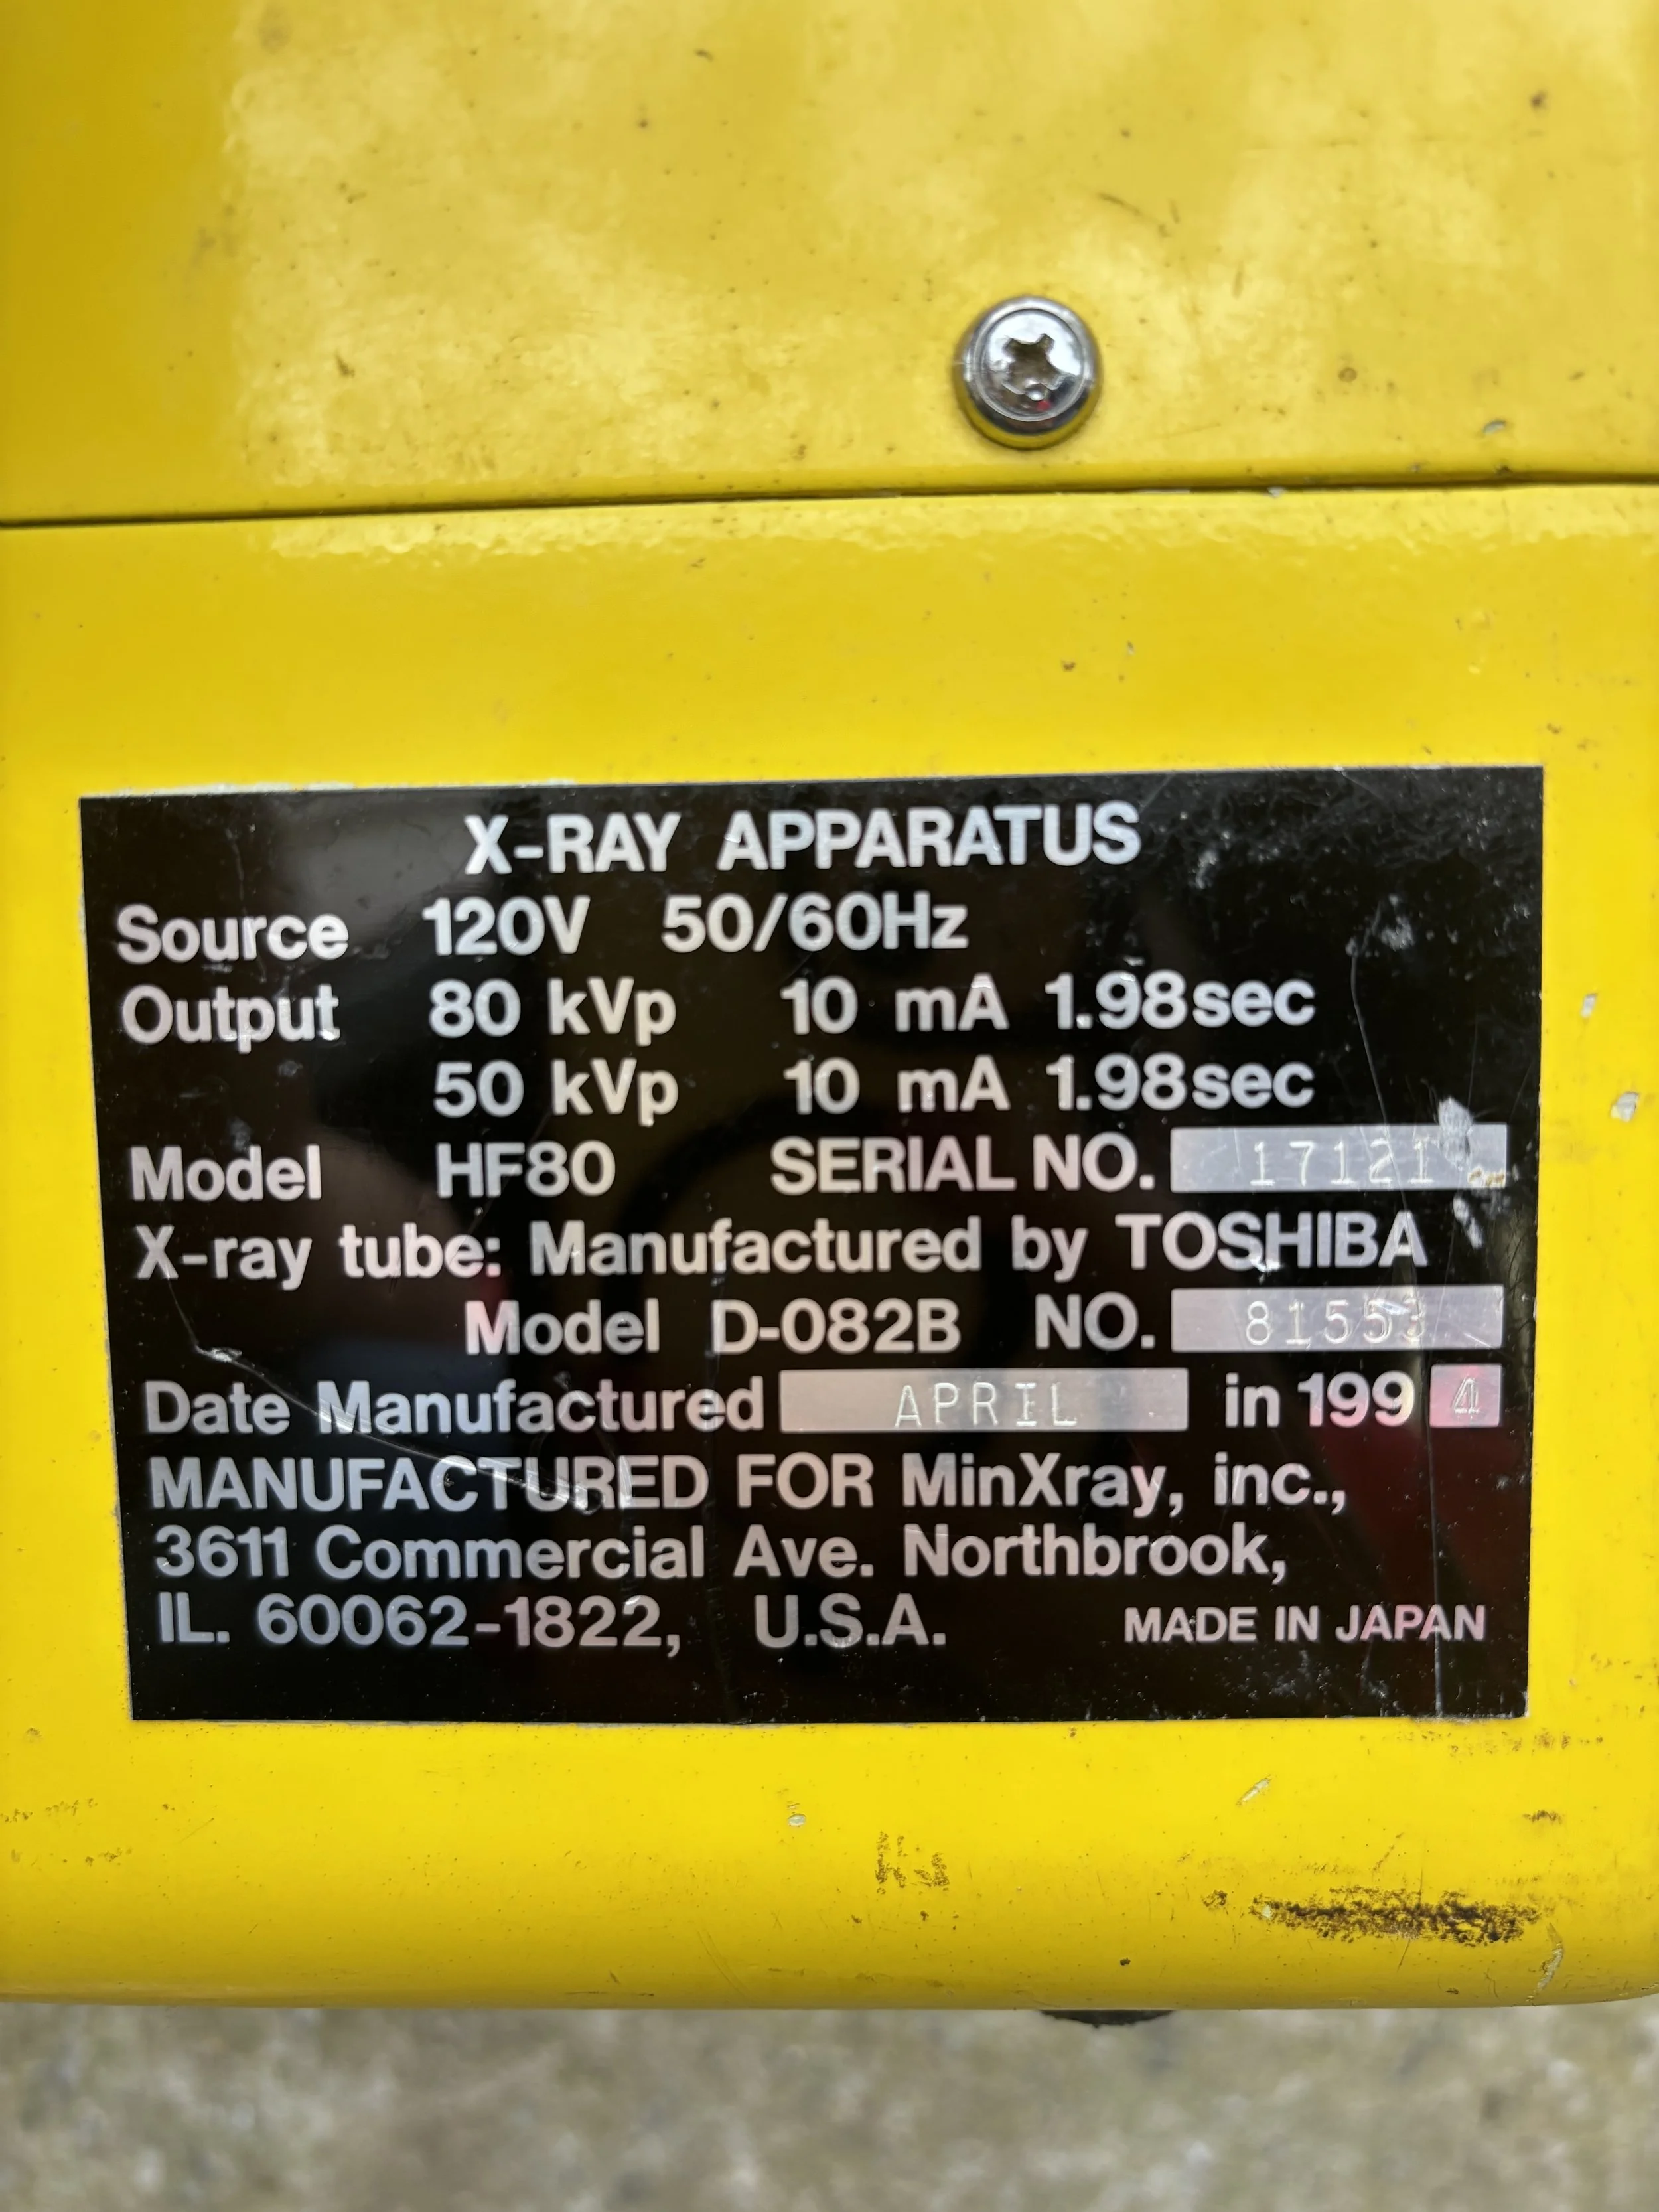 X-RAY APPARATUS
Source 120V 50/60Hz
Output 80 kVp 10 mA 1.98sec
50 kVp 10 mA 1.98sec
Model HF80 SERIAL NO. 17121
X-ray tube: Manufactured by TOSHIBA
Model D-082B NO.
Date Manufactured APRIL in 1994
MANUFACTURED FOR MinXray, inc.,
3611 Commercial Ave. Northbrook,
IL. 60062-1822, U.S.A. MADE IN JAPAN